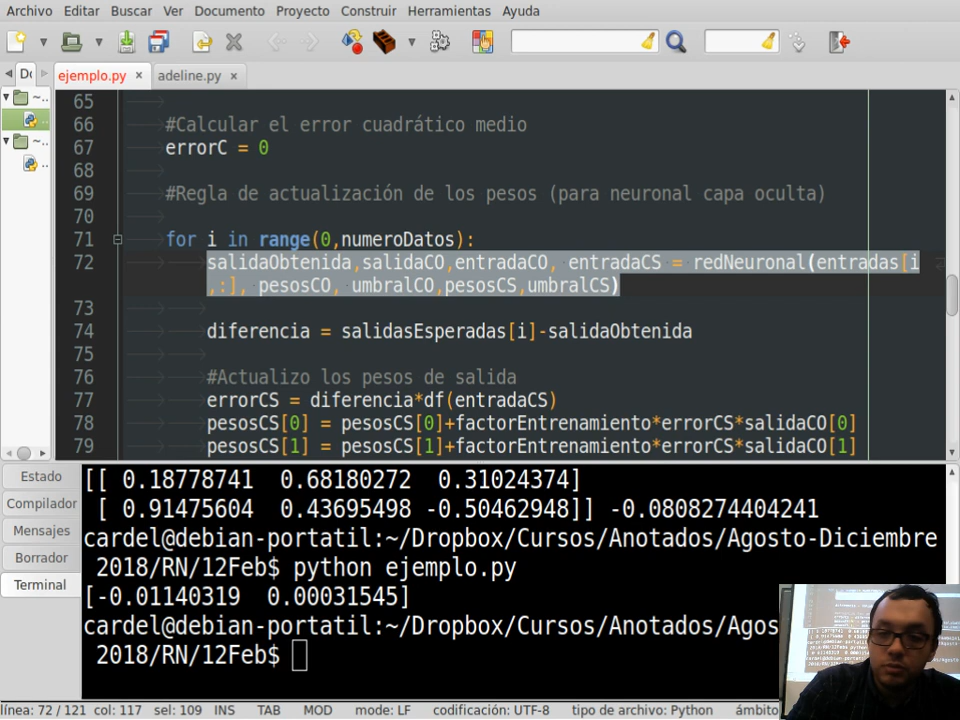 Archivo Editar Buscar Ver Documento Proyecto Construir Herramientas Ayuda
ejemplo.py × adeline.py ×
65
66 #Calcular el error cuadrático medio
67 errorC = 0
68
69 #Regla de actualización de los pesos (para neuronal capa oculta)
70
71 for i in range(0,numeroDatos):
72 salidaObtenida,salidaCO,entradaCO, entradaCS = redNeuronal(entradas[i
,:], pesosCO, umbralCO,pesosCS,umbralCS)
73
74 diferencia = salidasEsperadas[i]-salidaObtenida
75
76 #Actualizo los pesos de salida
77 errorCS = diferencia*df(entradaCS)
78 pesosCS[0] = pesosCS[0]+factorEntrenamiento*errorCS*salidaCO[0]
79 pesosCS[1] = pesosCS[1]+factorEntrenamiento*errorCS*salidaCO[1]
Estado
Compilador
Mensajes
Borrador
Terminal
[[ 0.18778741 0.68180272 0.31024374]
[ 0.91475604 0.43695498 -0.50462948]] -0.0808274404241
cardel@debian-portatil:~/Dropbox/Cursos/Anotados/Agosto-Diciembre
2018/RN/12Feb$ python ejemplo.py
[-0.01140319 0.00031545]
cardel@debian-portatil:~/Dropbox/Cursos/Anotados/Agos
2018/RN/12Feb$
línea: 72 / 121 col: 117 sel: 109 INS TAB MOD mode: LF codificación: UTF-8 tipo de archivo: Python ámbito